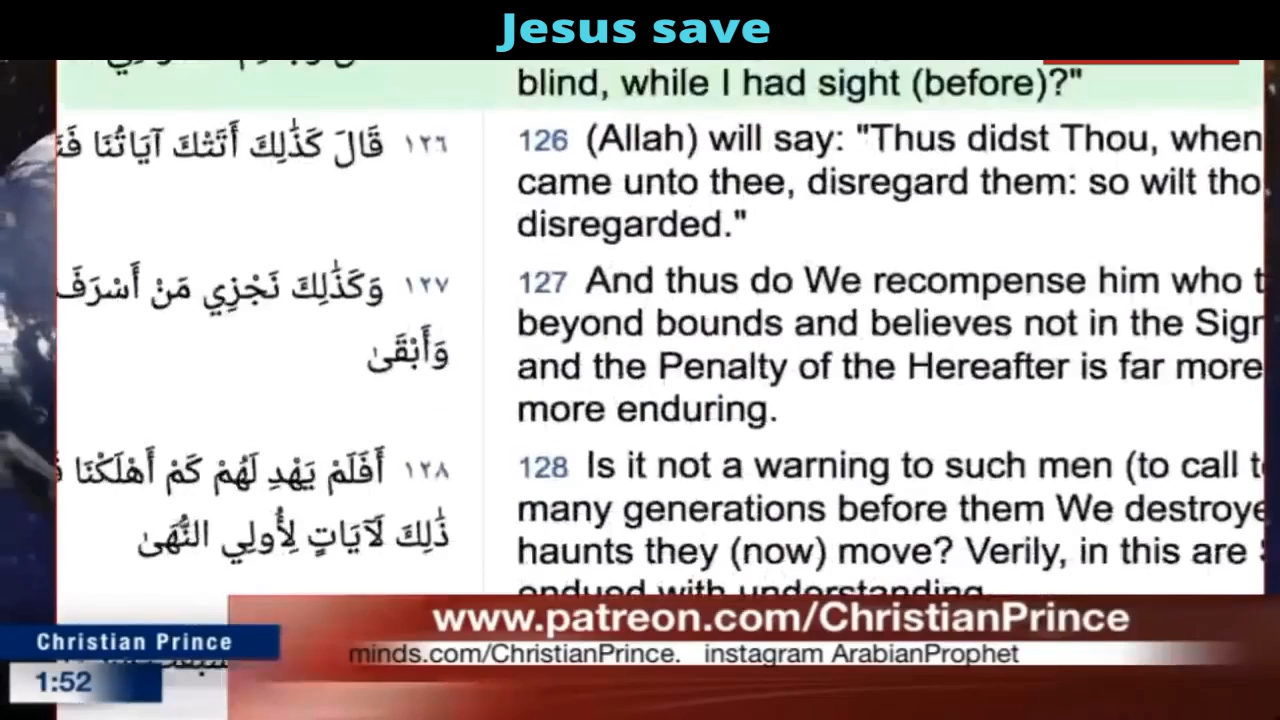 Jesus save
blind, while I had sight (before)?"
١٢٦ قَالَ كَذَٰلِكَ أَتَتْكَ آيَاتُنَا
126 (Allah) will say: "Thus didst Thou, when
came unto thee, disregard them: so wilt
disregarded."
١٢٧ وَكَذَٰلِكَ نَجْزِي مَنْ أَسْرَفَ
وَأَبْقَىٰ
127 And thus do We recompense him who
beyond bounds and believes not in the
and the Penalty of the Hereafter is far more
more enduring.
١٢٨ أَفَلَمْ يَهْدِ لَهُمْ كَمْ أَهْلَكْنَا
ذَٰلِكَ لَآيَاتٍ لِأُولِي النُّهَىٰ
128 Is it not a warning to such men (to call
many generations before them We
haunts they (now) move? Verily, in this are
endued with understanding.
www.patreon.com/ChristianPrince
Christian Prince
minds.com/ChristianPrince. instagram ArabianProphet
1:52